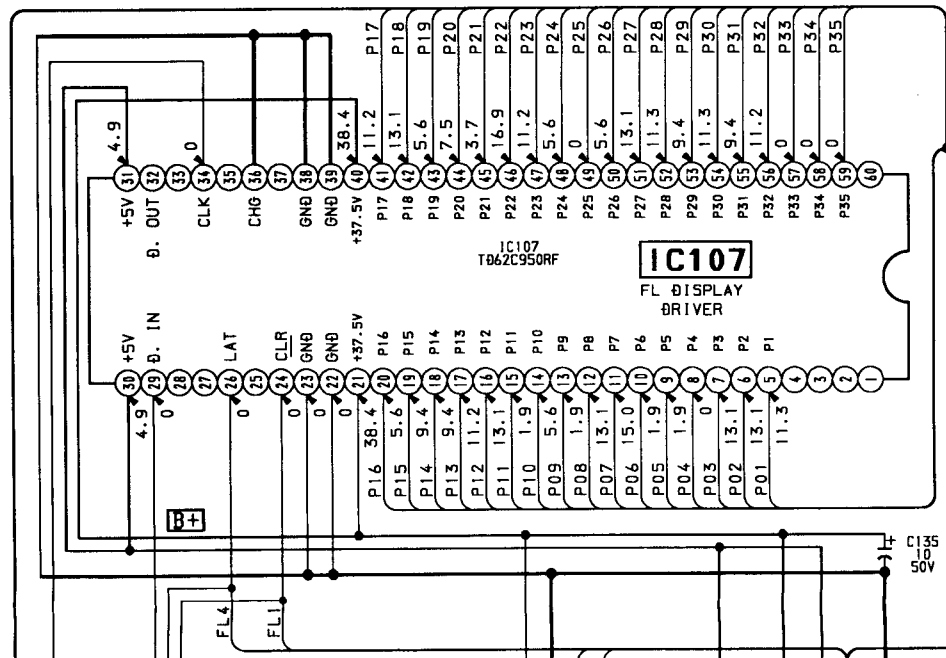 P17 P18 P19 P20 P21 P22 P23 P24 P25 P26 P27 P28 P29 P30 P31 P32 P33 P34 P35
4.9 0 38.4 11.2 13.1 5.6 7.5 3.7 16.9 11.2 5.6 0 5.6 13.1 11.3 9.4 11.3 9.4 11.2 0 0 0
31 32 33 34 35 36 37 38 39 40 41 42 43 44 45 46 47 48 49 50 51 52 53 54 55 56 57 58 59 60
+5V D. OUT CLK CHG GND GND +37.5V P17 P18 P19 P20 P21 P22 P23 P24 P25 P26 P27 P28 P29 P30 P31 P32 P33 P34 P35
IC107
TD62C950RF
IC107
FL DISPLAY
DRIVER
+5V D. IN LAT CLR GND GND +37.5V P16 P15 P14 P13 P12 P11 P10 P9 P8 P7 P6 P5 P4 P3 P2 P1
30 29 28 27 26 25 24 23 22 21 20 19 18 17 16 15 14 13 12 11 10 9 8 7 6 5 4 3 2 1
4.9 0 0 0 0 0 38.4 5.6 9.4 9.4 11.2 13.1 1.9 5.6 1.9 13.1 15.0 1.9 1.9 0 13.1 13.1 11.3
P16 P15 P14 P13 P12 P11 P10 P09 P08 P07 P06 P05 P04 P03 P02 P01
B+
+ C135
10
50V
FL4 FL1